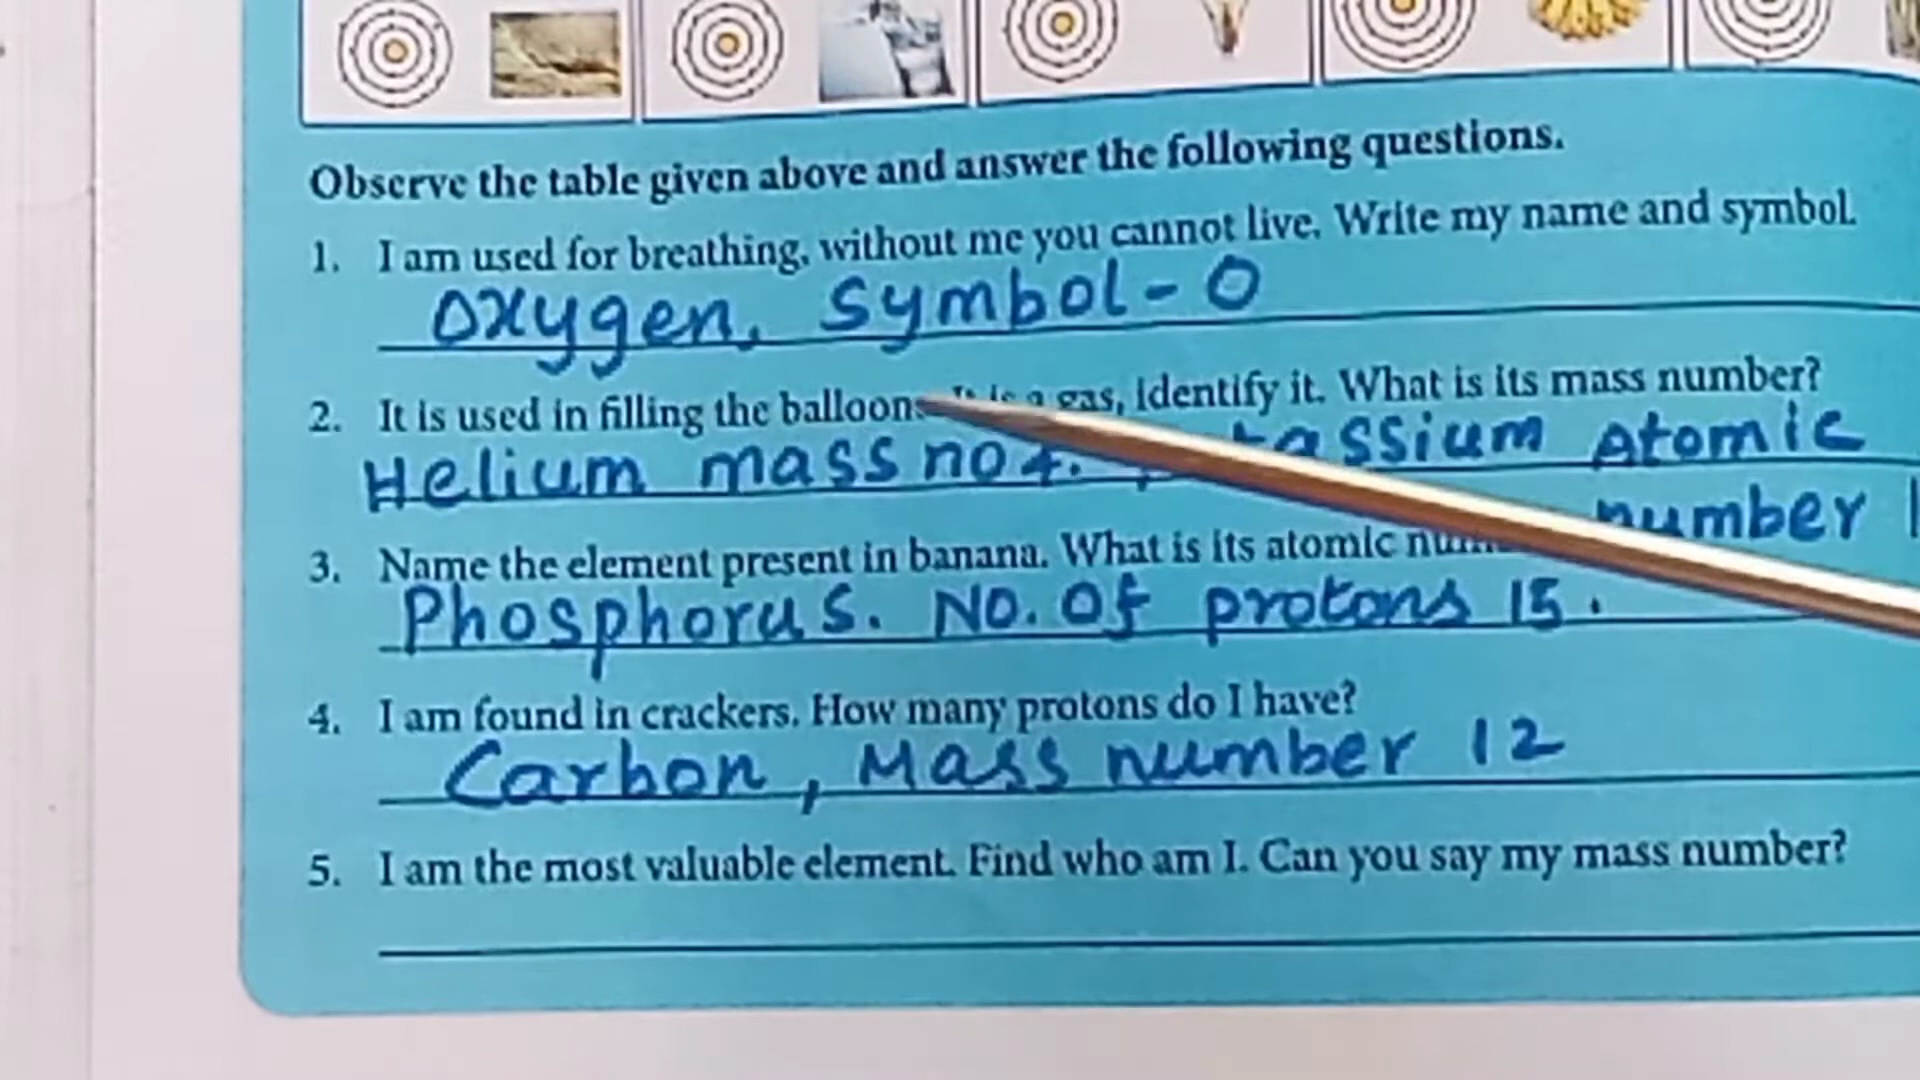 Observe the table given above and answer the following questions.
1. I am used for breathing, without me you cannot live. Write my name and symbol.
Oxygen, Symbol - O
2. It is used in filling the balloons. It is a gas, identify it. What is its mass number?
Helium mass no 4. Atomic
number
3. Name the element present in banana. What is its atomic
Phosphorus. No. of protons 15.
4. I am found in crackers. How many protons do I have?
Carbon, Mass number 12
5. I am the most valuable element. Find who am I. Can you say my mass number?